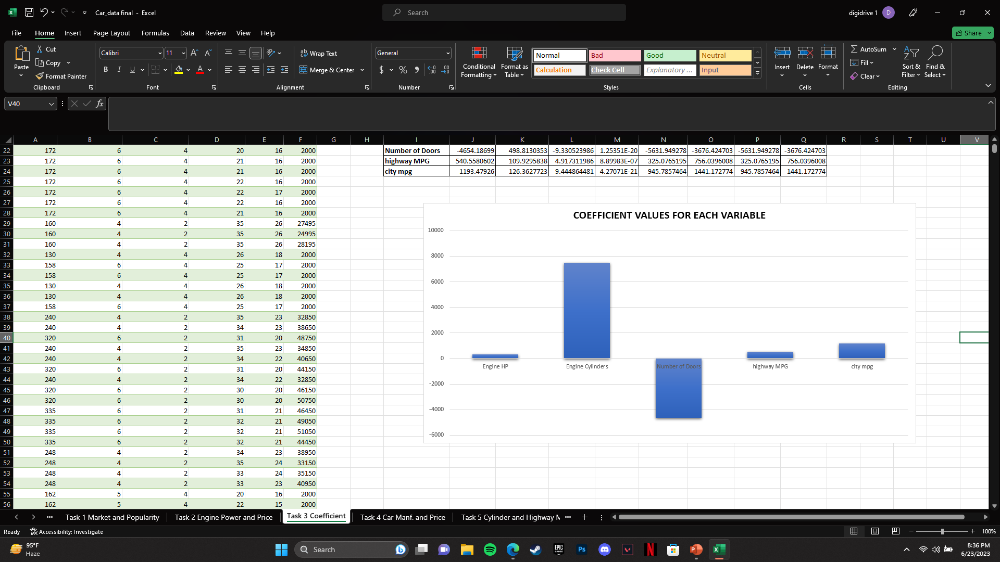 Car_data final - Excel
Search
digidrive 1
D
File Home Insert Page Layout Formulas Data Review View Help
Share
Paste
Cut
Copy
Format Painter
Clipboard
Calibri 11
B I U
Font
Wrap Text
Merge & Center
Alignment
General
$ %
Number
Conditional Formatting
Format as Table
Normal Bad Good Neutral
Calculation Check Cell Explanatory ... Input
Styles
Insert Delete Format
Cells
AutoSum
Fill
Clear
Sort & Filter
Find & Select
Editing
V40
fx
A B C D E F G H I J K L M N O P Q R S T U V
22 172 6 4 20 16 2000 Number of Doors -4654.18699 498.8130353 -9.330523986 1.25351E-20 -5631.949278 -3676.424703 -5631.949278 -3676.424703
23 172 6 4 21 16 2000 highway MPG 540.5580602 109.9295838 4.917311986 8.89983E-07 325.0765195 756.0396008 325.0765195 756.0396008
24 172 6 4 21 16 2000 city mpg 1193.47926 126.3627723 9.444864481 4.27071E-21 945.7857464 1441.172774 945.7857464 1441.172774
25 172 6 4 22 16 2000
26 172 6 4 22 17 2000
27 172 6 4 22 16 2000
28 172 6 4 21 16 2000
29 160 4 2 35 26 27495
30 160 4 2 35 26 24995
31 160 4 2 35 26 28195
32 130 4 4 26 18 2000
33 158 6 4 25 17 2000
34 158 6 4 25 17 2000
35 130 4 4 26 18 2000
36 130 4 4 26 18 2000
37 158 6 4 25 17 2000
38 240 4 2 35 23 32850
39 240 4 2 34 23 38650
40 320 6 2 31 20 48750
41 240 4 2 35 23 34850
42 240 4 2 34 22 40650
43 320 6 2 31 20 44150
44 240 4 2 34 22 32850
45 320 6 2 30 20 46150
46 320 6 2 30 20 50750
47 335 6 2 31 21 46450
48 335 6 2 32 21 49050
49 335 6 2 32 21 51050
50 335 6 2 32 21 44450
51 248 4 2 34 23 38950
52 248 4 2 35 24 33150
53 248 4 2 33 24 35150
54 248 4 2 33 23 40950
55 162 5 4 20 16 2000
56 162 5 4 22 15 2000
COEFFICIENT VALUES FOR EACH VARIABLE
10000
8000
6000
4000
2000
0
-2000
-4000
-6000
Engine HP Engine Cylinders Number of Doors highway MPG city mpg
Task 1 Market and Popularity Task 2 Engine Power and Price Task 3 Coefficient Task 4 Car Manf. and Price Task 5 Cylinder and Highway M
Ready Accessibility: Investigate
100%
95°F
Haze
Search
EPIC GAMES
Ps
8:36 PM
6/23/2023